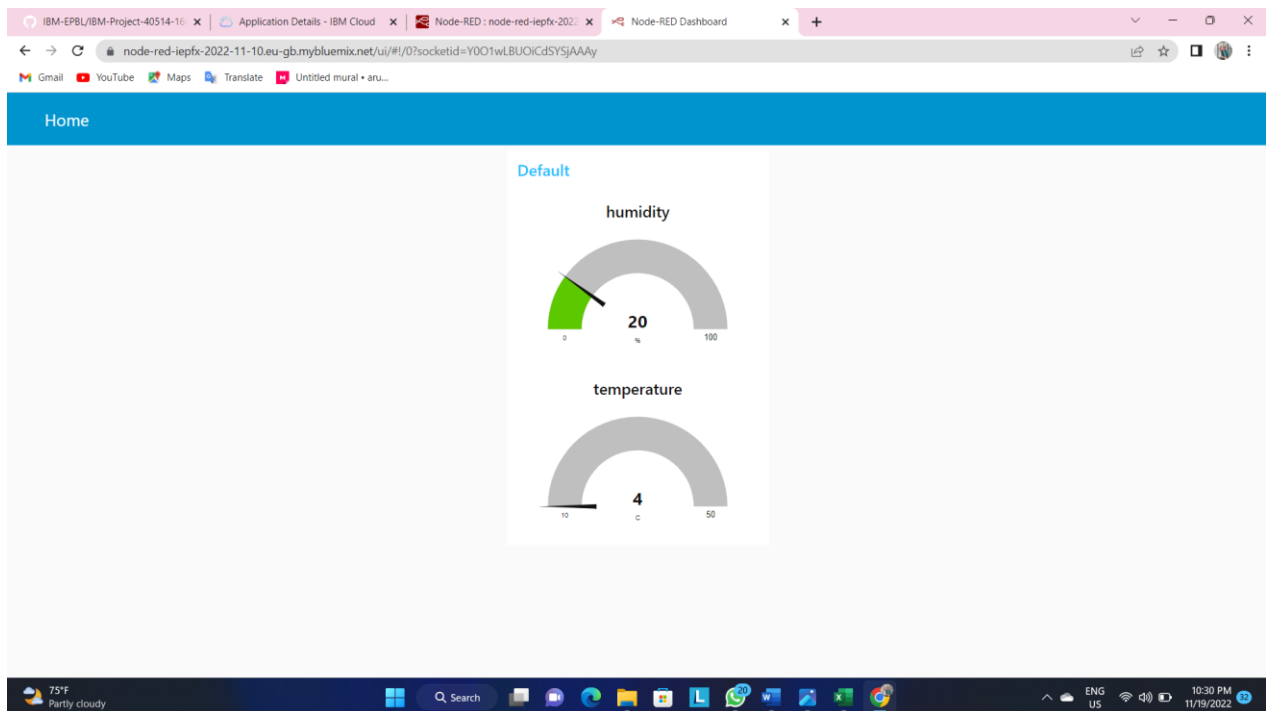 IBM-EPBL/IBM-Project-40514-16
Application Details - IBM Cloud
Node-RED : node-red-iepfx-2022
Node-RED Dashboard
node-red-iepfx-2022-11-10.eu-gb.mybluemix.net/ui/#!/0?socketid=Y0O1wLBUOiCdSYSjAAAy
Gmail YouTube Maps Translate Untitled mural • aru...
Home
Default
humidity
20
0 % 100
temperature
4
10 C 50
75°F
Partly cloudy
Search
ENG
US
10:30 PM
11/19/2022
32